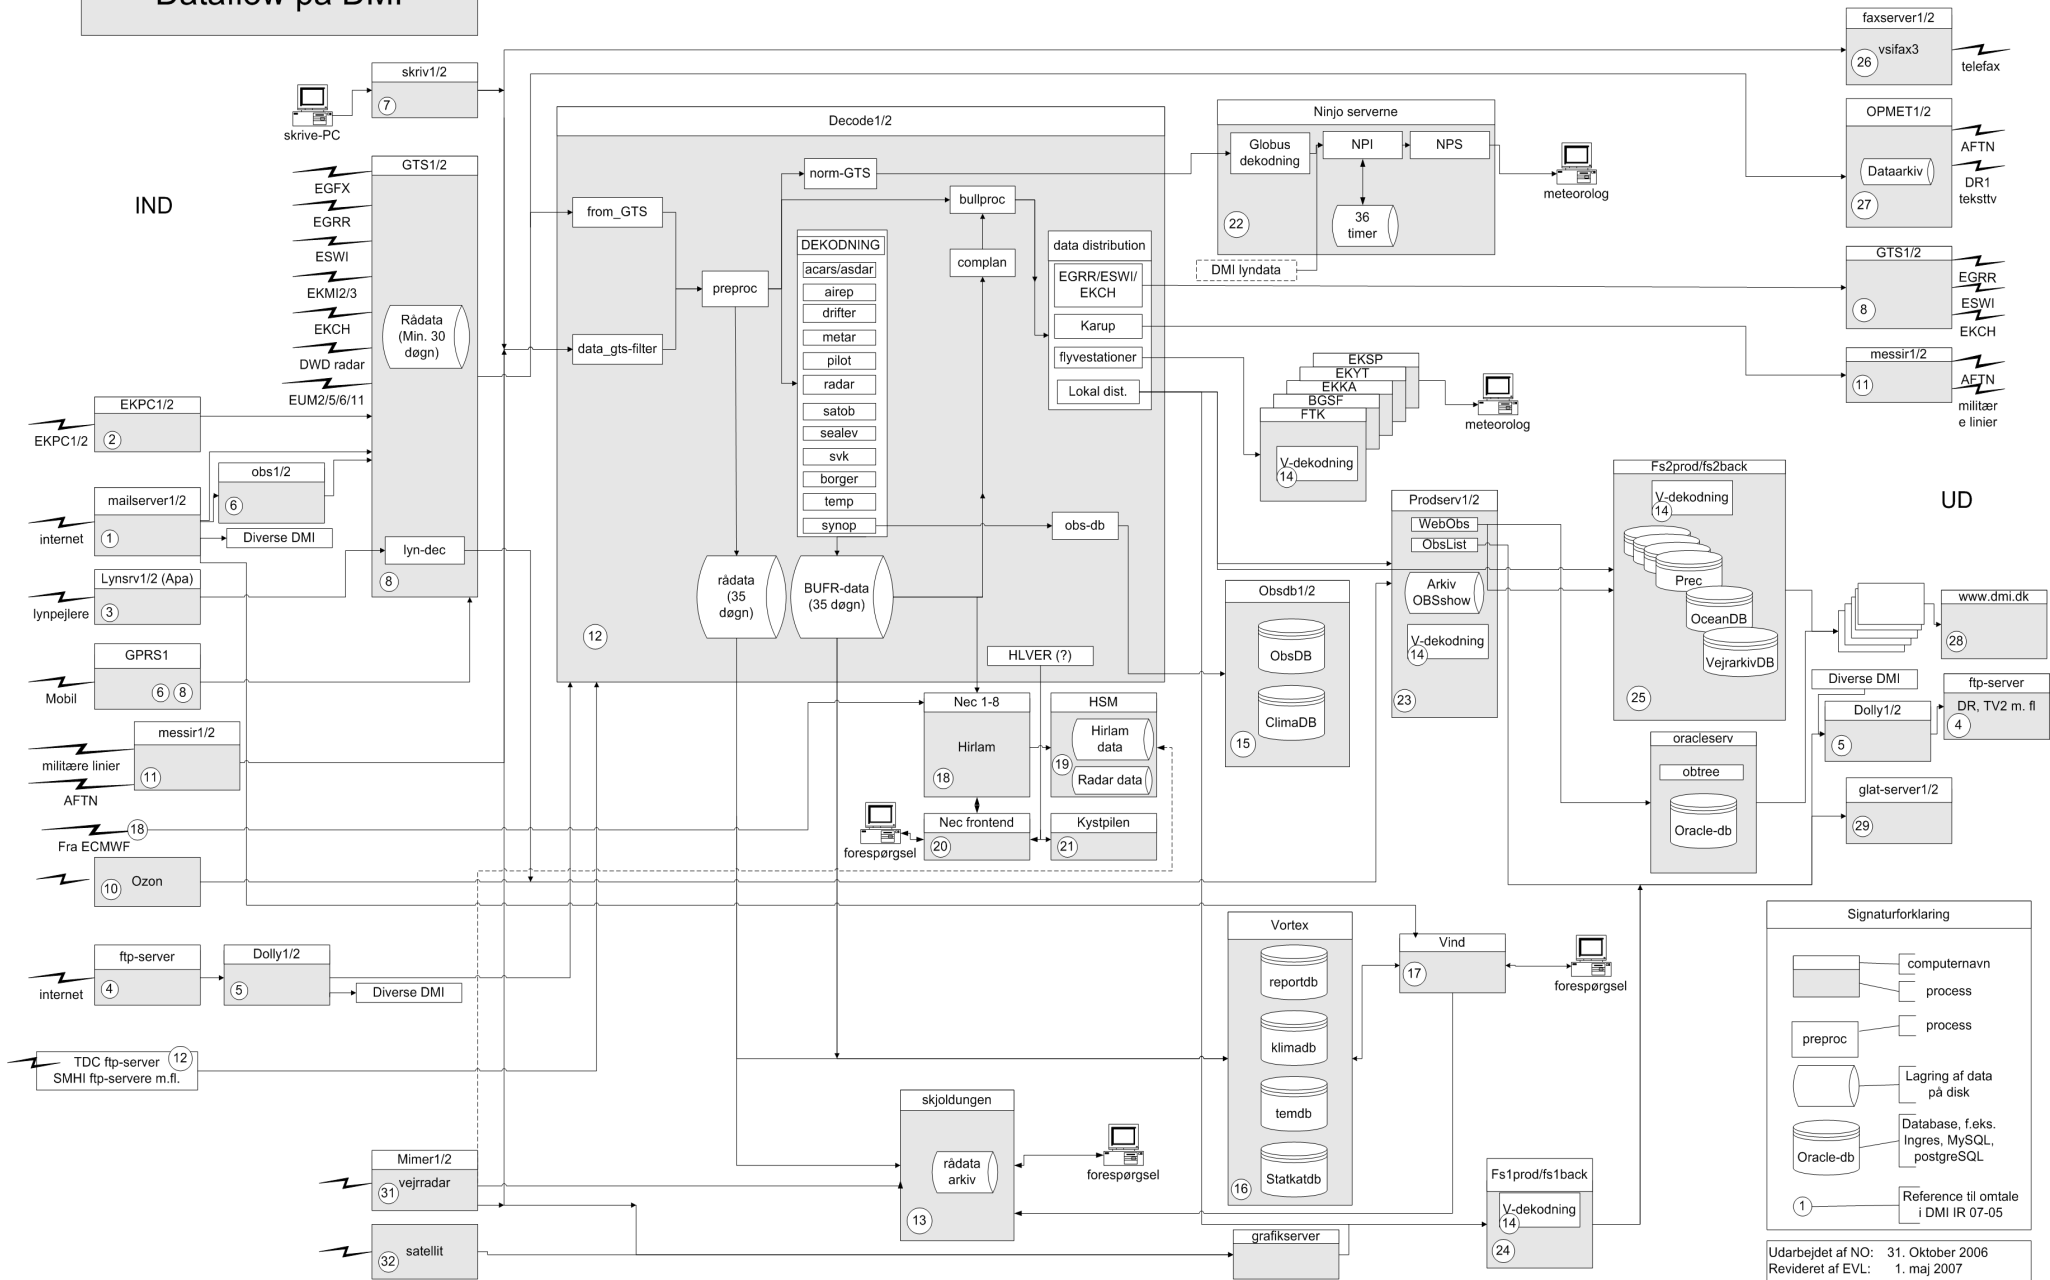 Dataflow på DMI
IND
skrive-PC
skriv1/2
7
GTS1/2
EGFX
EGRR
ESWI
EKMI2/3
EKCH
DWD radar
EUM2/5/6/11
Rådata
(Min. 30
døgn)
lyn-dec
8
EKPC1/2
EKPC1/2
2
mailserver1/2
internet
1
obs1/2
6
Diverse DMI
Lynsrv1/2 (Apa)
lynpejlere
3
GPRS1
Mobil
6
8
messir1/2
militære linier
AFTN
11
18
Fra ECMWF
Ozon
10
ftp-server
internet
4
Dolly1/2
5
Diverse DMI
TDC ftp-server
12
SMHI ftp-servere m.fl.
Mimer1/2
vejrradar
31
satellit
32
Decode1/2
from_GTS
data_gts-filter
preproc
norm-GTS
DEKODNING
acars/asdar
airep
drifter
metar
pilot
radar
satob
sealev
svk
borger
temp
synop
bullproc
complan
data distribution
EGRR/ESWI/
EKCH
Karup
flyvestationer
Lokal dist.
obs-db
rådata
(35
døgn)
BUFR-data
(35 døgn)
12
HLVER (?)
Nec 1-8
Hirlam
18
HSM
Hirlam
data
19
Radar data
forespørgsel
Nec frontend
20
Kystpilen
21
skjoldungen
rådata
arkiv
13
forespørgsel
Ninjo serverne
Globus
dekodning
NPI
NPS
36
timer
22
DMI lyndata
meteorolog
EKSP
EKYT
EKKA
BGSF
FTK
V-dekodning
14
meteorolog
Obsdb1/2
ObsDB
ClimaDB
15
Prodserv1/2
WebObs
ObsList
Arkiv
OBSshow
V-dekodning
14
23
Vortex
reportdb
klimadb
temdb
Statkatdb
16
Vind
17
forespørgsel
grafikserver
Fs1prod/fs1back
V-dekodning
14
24
Fs2prod/fs2back
V-dekodning
14
Prec
OceanDB
VejrarkivDB
25
oracleserv
obtree
Oracle-db
UD
faxserver1/2
vsifax3
26
telefax
OPMET1/2
Dataarkiv
27
AFTN
DR1
teksttv
GTS1/2
8
EGRR
ESWI
EKCH
messir1/2
11
AFTN
militær
e linier
www.dmi.dk
28
Diverse DMI
Dolly1/2
5
ftp-server
DR, TV2 m. fl
4
glat-server1/2
29
Signaturforklaring
computernavn
process
preproc
process
Lagring af data
på disk
Oracle-db
Database, f.eks.
Ingres, MySQL,
postgreSQL
1
Reference til omtale
i DMI IR 07-05
Udarbejdet af NO: 31. Oktober 2006
Revideret af EVL: 1. maj 2007